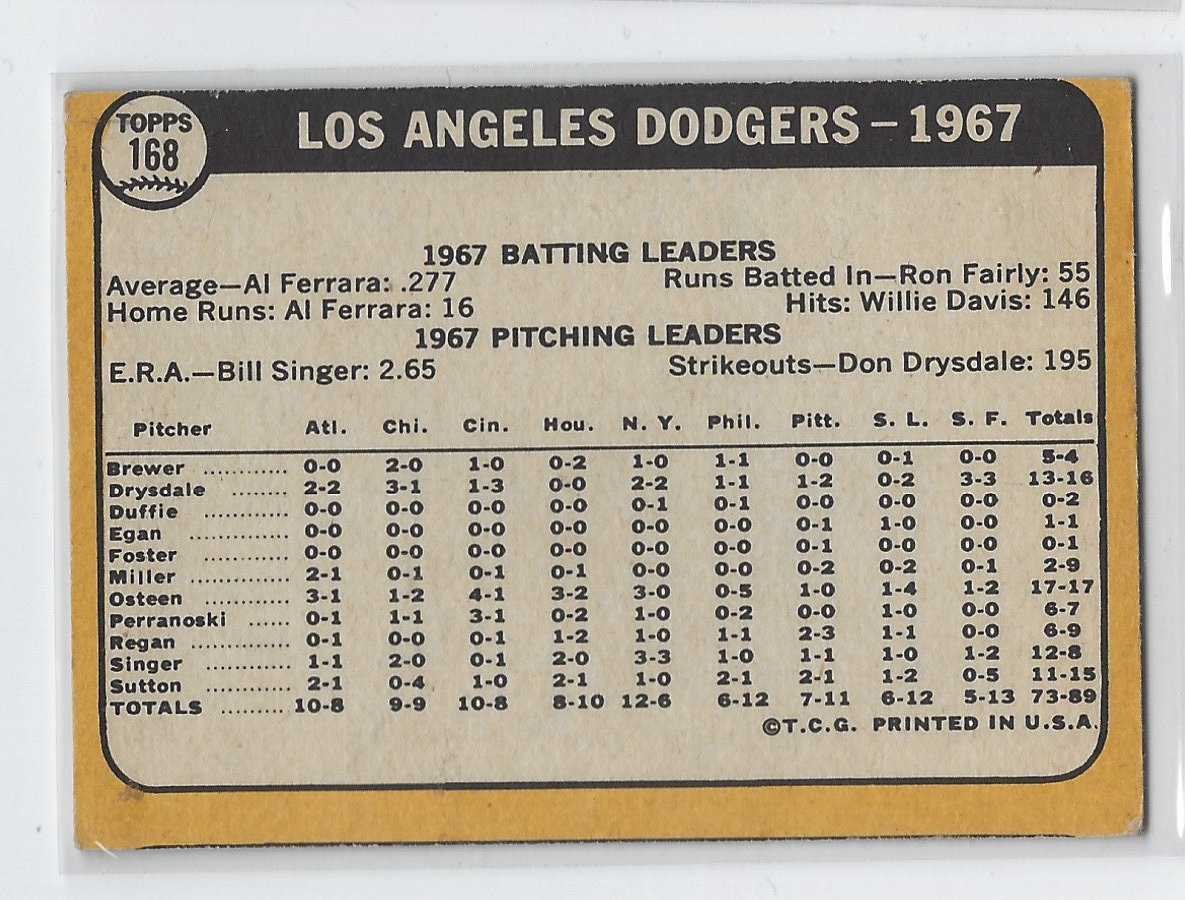 TOPPS
168
LOS ANGELES DODGERS – 1967
1967 BATTING LEADERS
Average—Al Ferrara: .277 Runs Batted In—Ron Fairly: 55
Home Runs: Al Ferrara: 16 Hits: Willie Davis: 146
1967 PITCHING LEADERS
E.R.A.—Bill Singer: 2.65 Strikeouts—Don Drysdale: 195
Pitcher Atl. Chi. Cin. Hou. N. Y. Phil. Pitt. S. L. S. F. Totals
Brewer ............ 0-0 2-0 1-0 0-2 1-0 1-1 0-0 0-1 0-0 5-4
Drysdale ........ 2-2 3-1 1-3 0-0 2-2 1-1 1-2 0-2 3-3 13-16
Duffie ............ 0-0 0-0 0-0 0-0 0-1 0-1 0-0 0-0 0-0 0-2
Egan .............. 0-0 0-0 0-0 0-0 0-0 0-0 0-1 1-0 0-0 1-1
Foster ............ 0-0 0-0 0-0 0-0 0-0 0-0 0-1 0-0 0-0 0-1
Miller .............. 2-1 0-1 0-1 0-1 0-0 0-0 0-2 0-2 0-1 2-9
Osteen ............ 3-1 1-2 4-1 3-2 3-0 0-5 1-0 1-4 1-2 17-17
Perranoski ...... 0-1 1-1 3-1 0-2 1-0 0-2 0-0 1-0 0-0 6-7
Regan .............. 0-1 0-0 0-1 1-2 1-0 1-1 2-3 1-1 0-0 6-9
Singer ............ 1-1 2-0 0-1 2-0 3-3 1-0 1-1 1-0 1-2 12-8
Sutton ............ 2-1 0-4 1-0 2-1 1-0 2-1 2-1 1-2 0-5 11-15
TOTALS ......... 10-8 9-9 10-8 8-10 12-6 6-12 7-11 6-12 5-13 73-89
©T.C.G. PRINTED IN U.S.A.